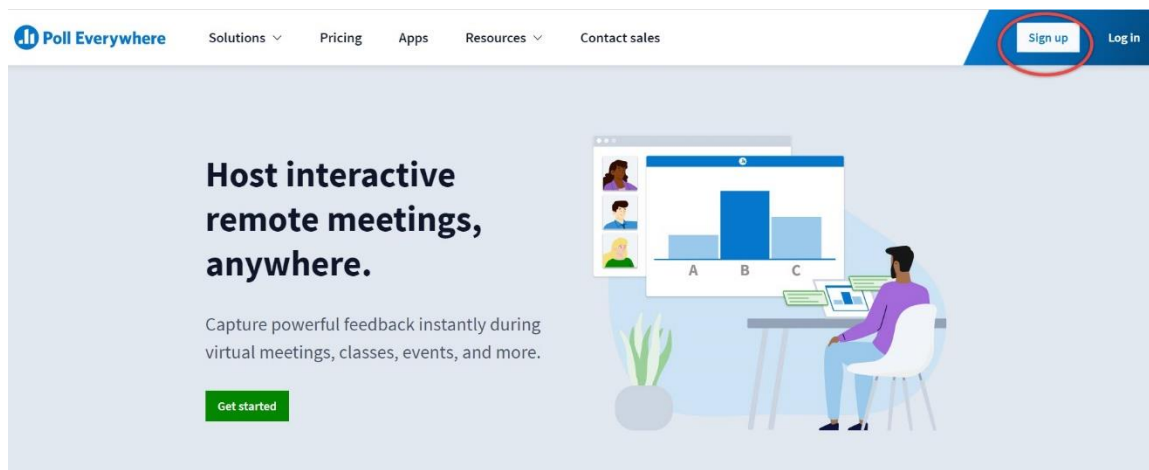 Poll Everywhere Solutions Pricing Apps Resources Contact sales Sign up Log in
Host interactive
remote meetings,
anywhere.
A B C
Capture powerful feedback instantly during
virtual meetings, classes, events, and more.
Get started